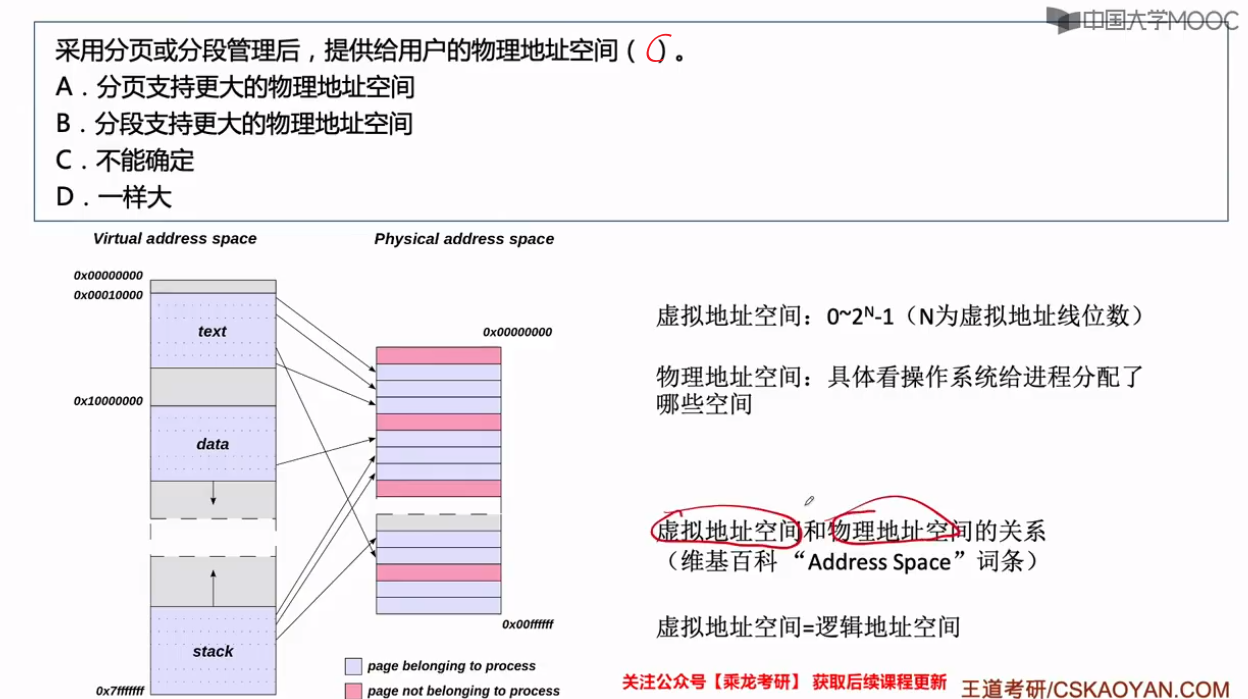 中国大学MOOC
采用分页或分段管理后，提供给用户的物理地址空间（ ）。
A．分页支持更大的物理地址空间
B．分段支持更大的物理地址空间
C．不能确定
D．一样大
Virtual address space
Physical address space
0x00000000
0x00010000
text
0x10000000
data
stack
0x7fffffff
0x00000000
0x00ffffff
page belonging to process
page not belonging to process
虚拟地址空间：0~2ᴺ-1（N为虚拟地址线位数）
物理地址空间：具体看操作系统给进程分配了
哪些空间
虚拟地址空间和物理地址空间的关系
（维基百科 “Address Space”词条）
虚拟地址空间=逻辑地址空间
关注公众号【乘龙考研】 获取后续课程更新
王道考研/CSKAOYAN.COM